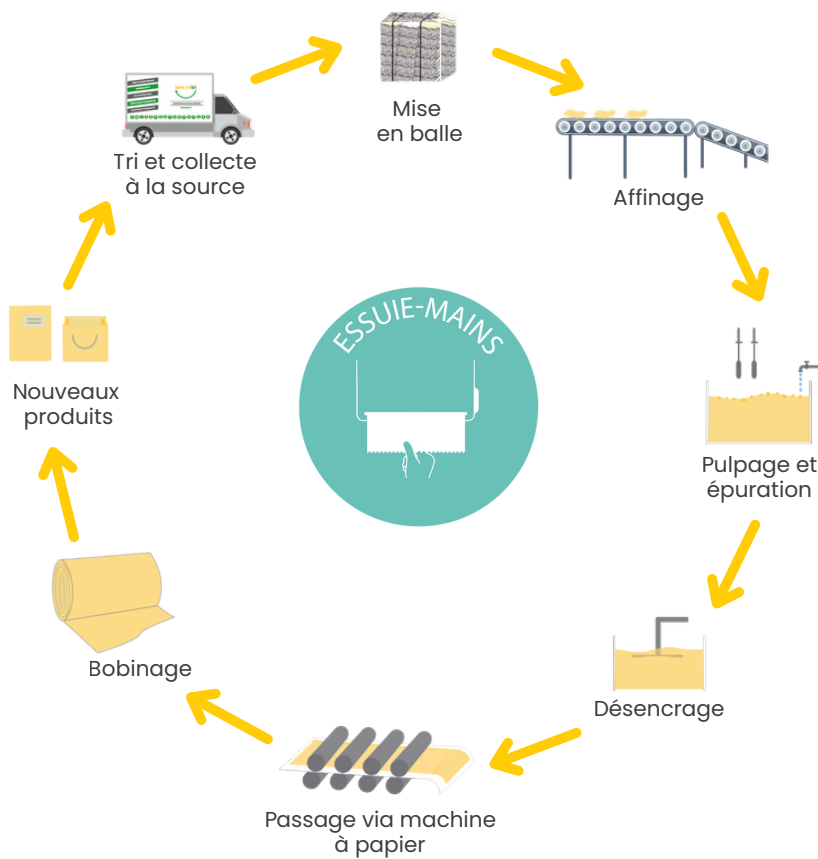 Mise
en balle
Tri et collecte
à la source
Affinage
ESSUIE-MAINS
Nouveaux
produits
Pulpage et
épuration
Bobinage
Désencrage
Passage via machine
à papier